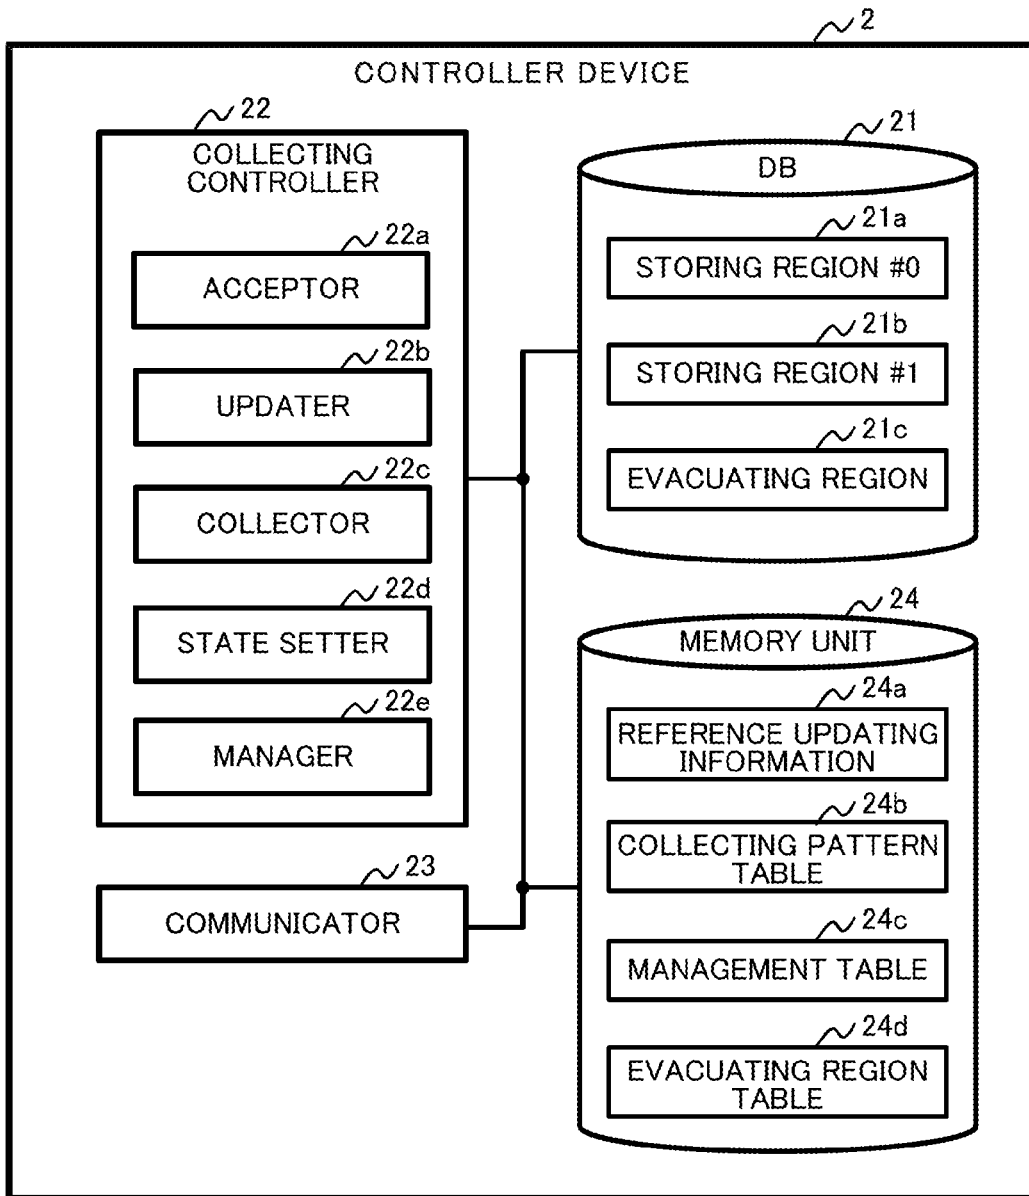 2
CONTROLLER DEVICE
22
COLLECTING
CONTROLLER
22a
ACCEPTOR
22b
UPDATER
22c
COLLECTOR
22d
STATE SETTER
22e
MANAGER
23
COMMUNICATOR
21
DB
21a
STORING REGION #0
21b
STORING REGION #1
21c
EVACUATING REGION
24
MEMORY UNIT
24a
REFERENCE UPDATING
INFORMATION
24b
COLLECTING PATTERN
TABLE
24c
MANAGEMENT TABLE
24d
EVACUATING REGION
TABLE